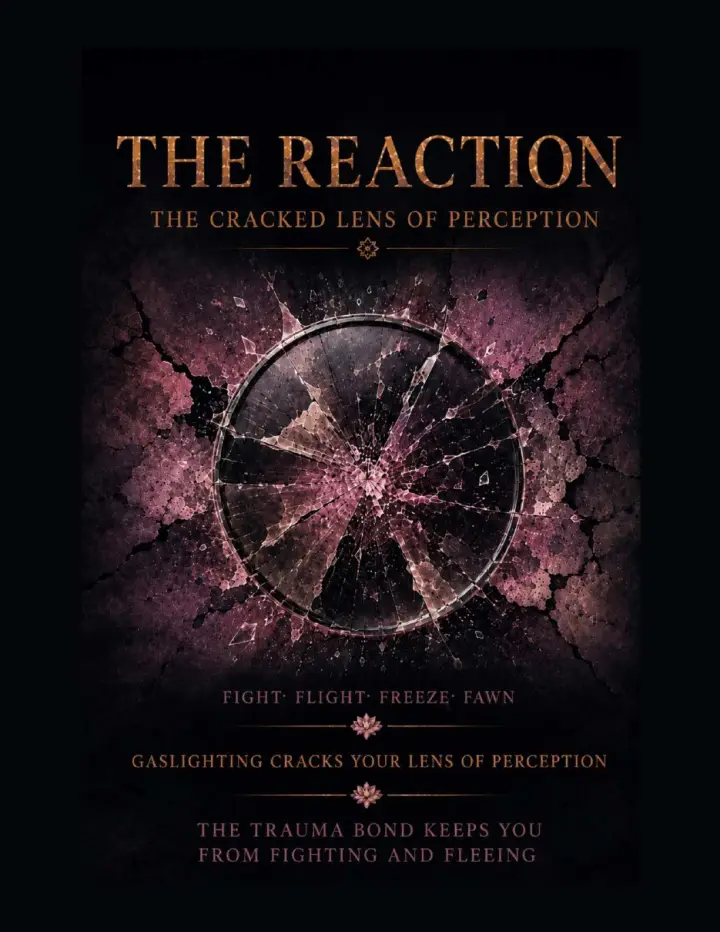 THE REACTION
THE CRACKED LENS OF PERCEPTION
FIGHT· FLIGHT· FREEZE· FAWN
GASLIGHTING CRACKS YOUR LENS OF PERCEPTION
THE TRAUMA BOND KEEPS YOU
FROM FIGHTING AND FLEEING